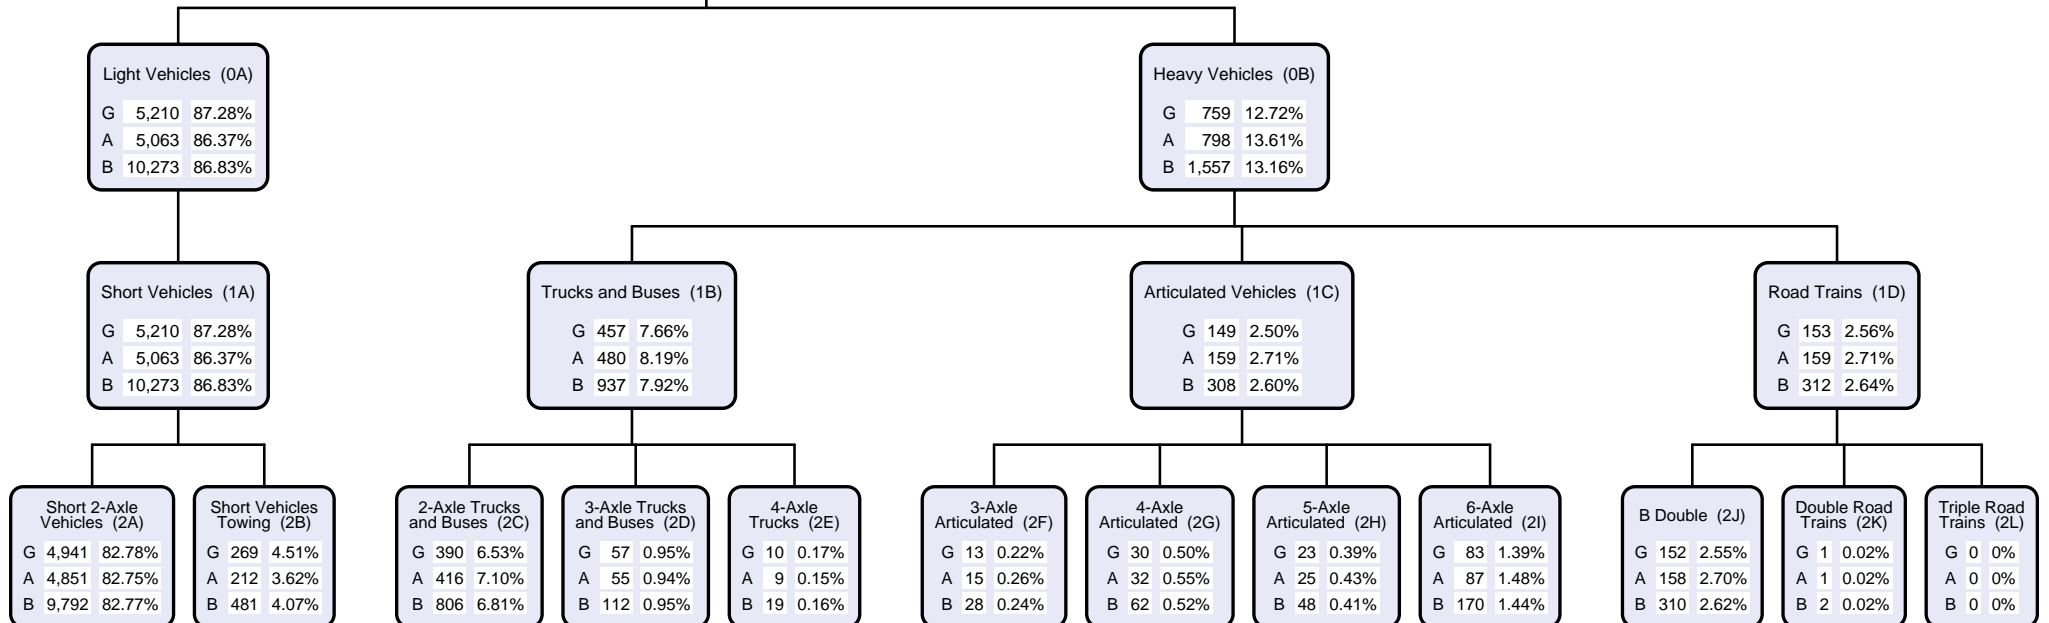 Light Vehicles (0A)
G 5,210 87.28%
A 5,063 86.37%
B 10,273 86.83%
Heavy Vehicles (0B)
G 759 12.72%
A 798 13.61%
B 1,557 13.16%
Short Vehicles (1A)
G 5,210 87.28%
A 5,063 86.37%
B 10,273 86.83%
Trucks and Buses (1B)
G 457 7.66%
A 480 8.19%
B 937 7.92%
Articulated Vehicles (1C)
G 149 2.50%
A 159 2.71%
B 308 2.60%
Road Trains (1D)
G 153 2.56%
A 159 2.71%
B 312 2.64%
Short 2-Axle
Vehicles (2A)
G 4,941 82.78%
A 4,851 82.75%
B 9,792 82.77%
Short Vehicles
Towing (2B)
G 269 4.51%
A 212 3.62%
B 481 4.07%
2-Axle Trucks
and Buses (2C)
G 390 6.53%
A 416 7.10%
B 806 6.81%
3-Axle Trucks
and Buses (2D)
G 57 0.95%
A 55 0.94%
B 112 0.95%
4-Axle
Trucks (2E)
G 10 0.17%
A 9 0.15%
B 19 0.16%
3-Axle
Articulated (2F)
G 13 0.22%
A 15 0.26%
B 28 0.24%
4-Axle
Articulated (2G)
G 30 0.50%
A 32 0.55%
B 62 0.52%
5-Axle
Articulated (2H)
G 23 0.39%
A 25 0.43%
B 48 0.41%
6-Axle
Articulated (2I)
G 83 1.39%
A 87 1.48%
B 170 1.44%
B Double (2J)
G 152 2.55%
A 158 2.70%
B 310 2.62%
Double Road
Trains (2K)
G 1 0.02%
A 1 0.02%
B 2 0.02%
Triple Road
Trains (2L)
G 0 0%
A 0 0%
B 0 0%